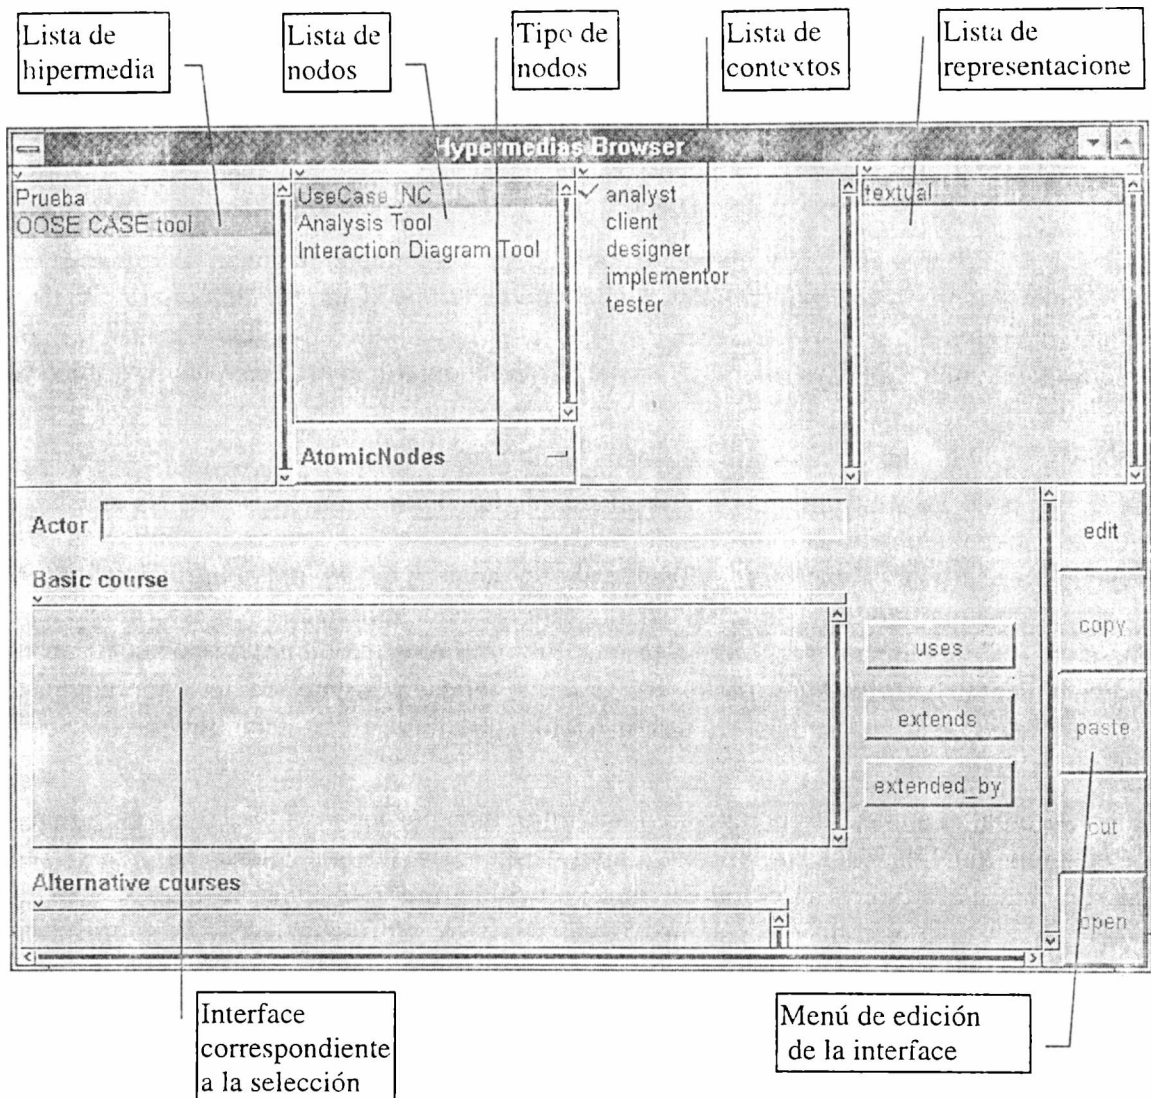 Lista de
hipermedia
Lista de
nodos
Tipo de
nodos
Lista de
contextos
Lista de
representacione
Hypermedias Browser
Prueba
OOSE CASE tool
UseCase_NC
Analysis Tool
Interaction Diagram Tool
AtomicNodes
analyst
client
designer
implementor
tester
textual
Actor
Basic course
uses
extends
extended_by
Alternative courses
edit
copy
paste
cut
open
Interface
correspondiente
a la selección
Menú de edición
de la interface